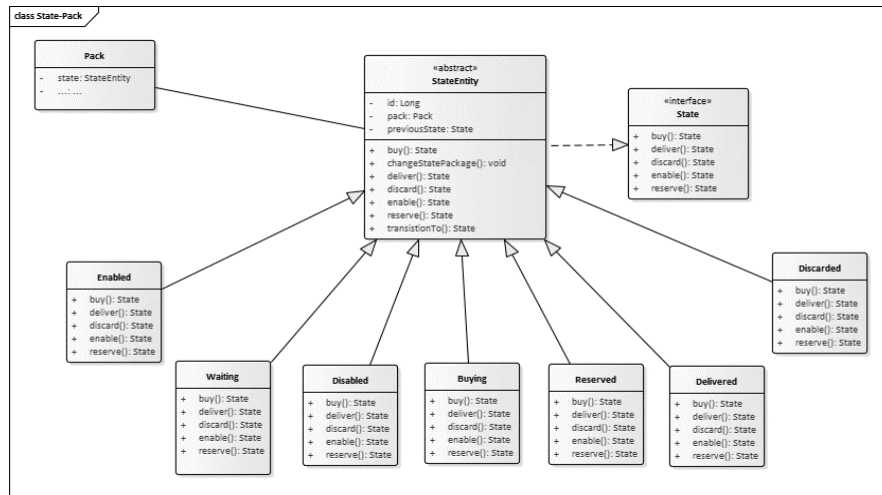 class State-Pack
Pack
- state: StateEntity
- ...: ...
«abstract»
StateEntity
- id: Long
- pack: Pack
- previousState: State
+ buy(): State
+ changeStatePackage(): void
+ deliver(): State
+ discard(): State
+ enable(): State
+ reserve(): State
+ transistionTo(): State
«interface»
State
+ buy(): State
+ deliver(): State
+ discard(): State
+ enable(): State
+ reserve(): State
Enabled
+ buy(): State
+ deliver(): State
+ discard(): State
+ enable(): State
+ reserve(): State
Waiting
+ buy(): State
+ deliver(): State
+ discard(): State
+ enable(): State
+ reserve(): State
Disabled
+ buy(): State
+ deliver(): State
+ discard(): State
+ enable(): State
+ reserve(): State
Buying
+ buy(): State
+ deliver(): State
+ discard(): State
+ enable(): State
+ reserve(): State
Reserved
+ buy(): State
+ deliver(): State
+ discard(): State
+ enable(): State
+ reserve(): State
Delivered
+ buy(): State
+ deliver(): State
+ discard(): State
+ enable(): State
+ reserve(): State
Discarded
+ buy(): State
+ deliver(): State
+ discard(): State
+ enable(): State
+ reserve(): State